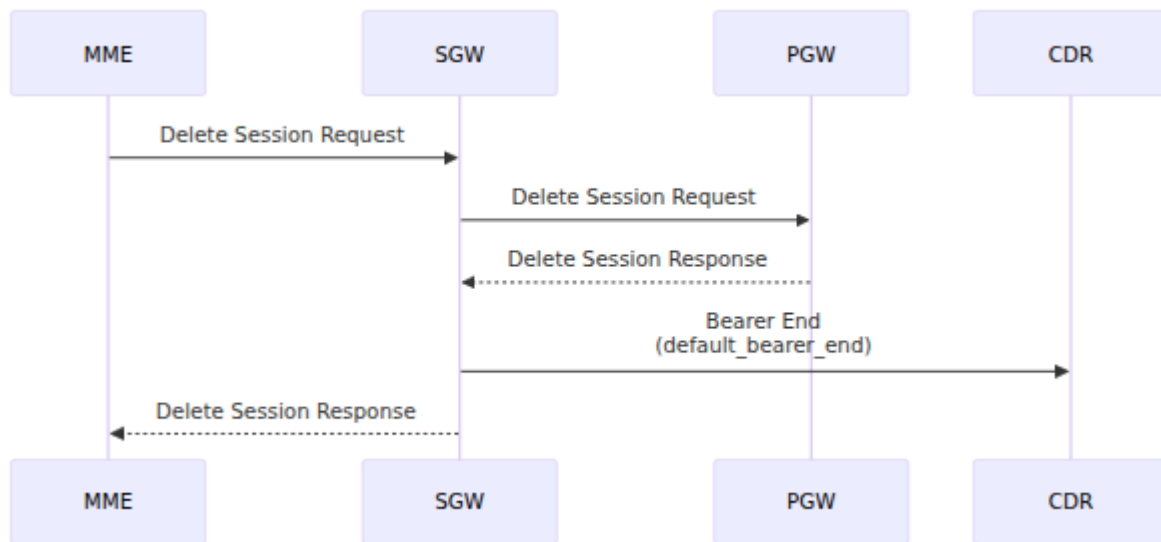 MME
SGW
PGW
CDR
Delete Session Request
Delete Session Request
Delete Session Response
Bearer End
(default_bearer_end)
Delete Session Response
MME
SGW
PGW
CDR